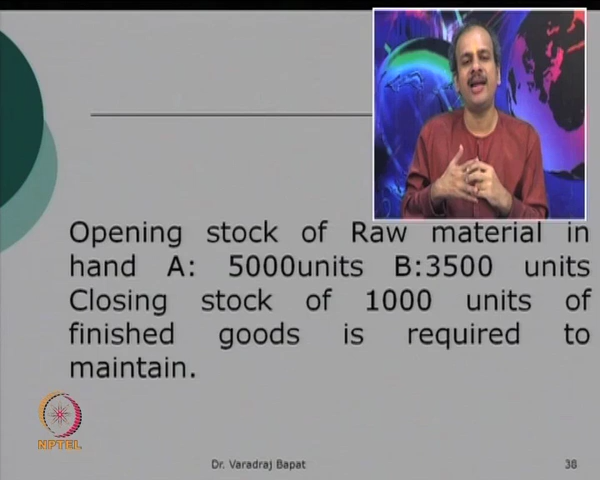 Opening stock of Raw material in
hand A: 5000units B:3500 units
Closing stock of 1000 units of
finished goods is required to
maintain.
NPTEL
Dr. Varadraj Bapat
38